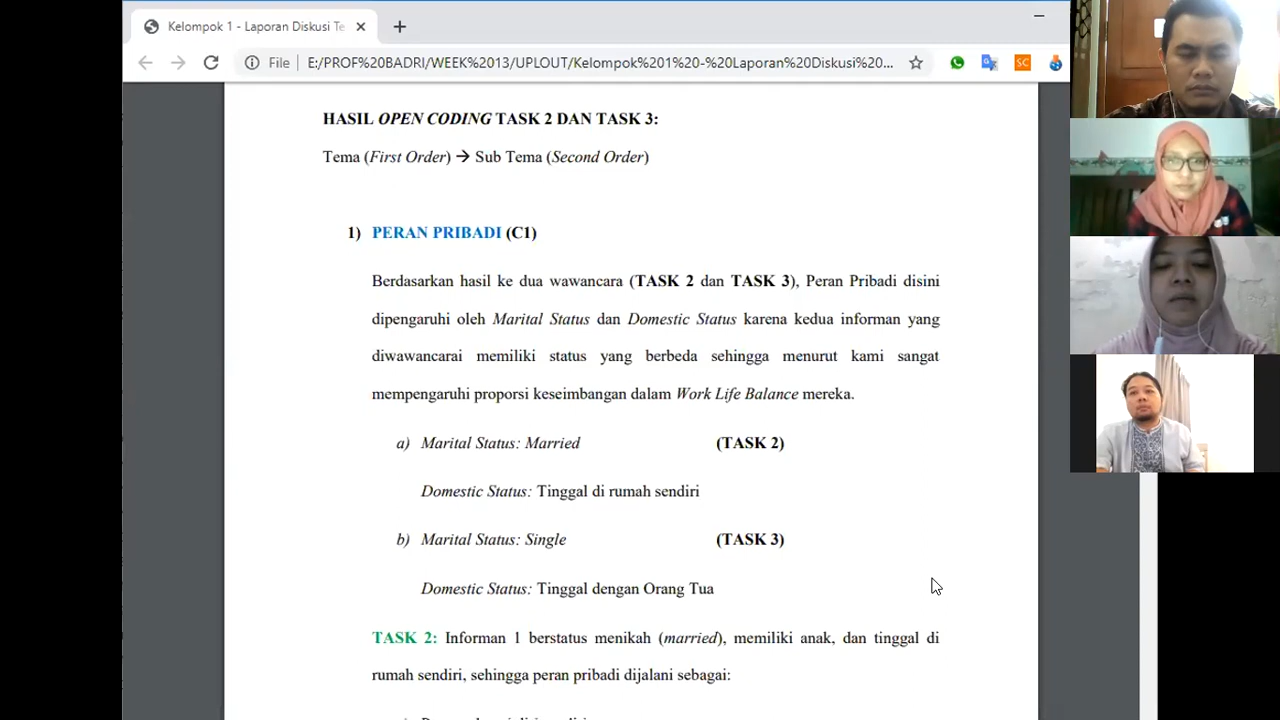 Kelompok 1 - Laporan Diskusi Te
File
E:/PROF%20BADRI/WEEK%2013/UPLOUT/Kelompok%201%20-%20Laporan%20Diskusi%20...
SC
HASIL OPEN CODING TASK 2 DAN TASK 3:
Tema (First Order) → Sub Tema (Second Order)
1) PERAN PRIBADI (C1)
Berdasarkan hasil ke dua wawancara (TASK 2 dan TASK 3), Peran Pribadi disini
dipengaruhi oleh Marital Status dan Domestic Status karena kedua informan yang
diwawancarai memiliki status yang berbeda sehingga menurut kami sangat
mempengaruhi proporsi keseimbangan dalam Work Life Balance mereka.
a) Marital Status: Married (TASK 2)
Domestic Status: Tinggal di rumah sendiri
b) Marital Status: Single (TASK 3)
Domestic Status: Tinggal dengan Orang Tua
TASK 2: Informan 1 berstatus menikah (married), memiliki anak, dan tinggal di
rumah sendiri, sehingga peran pribadi dijalani sebagai: